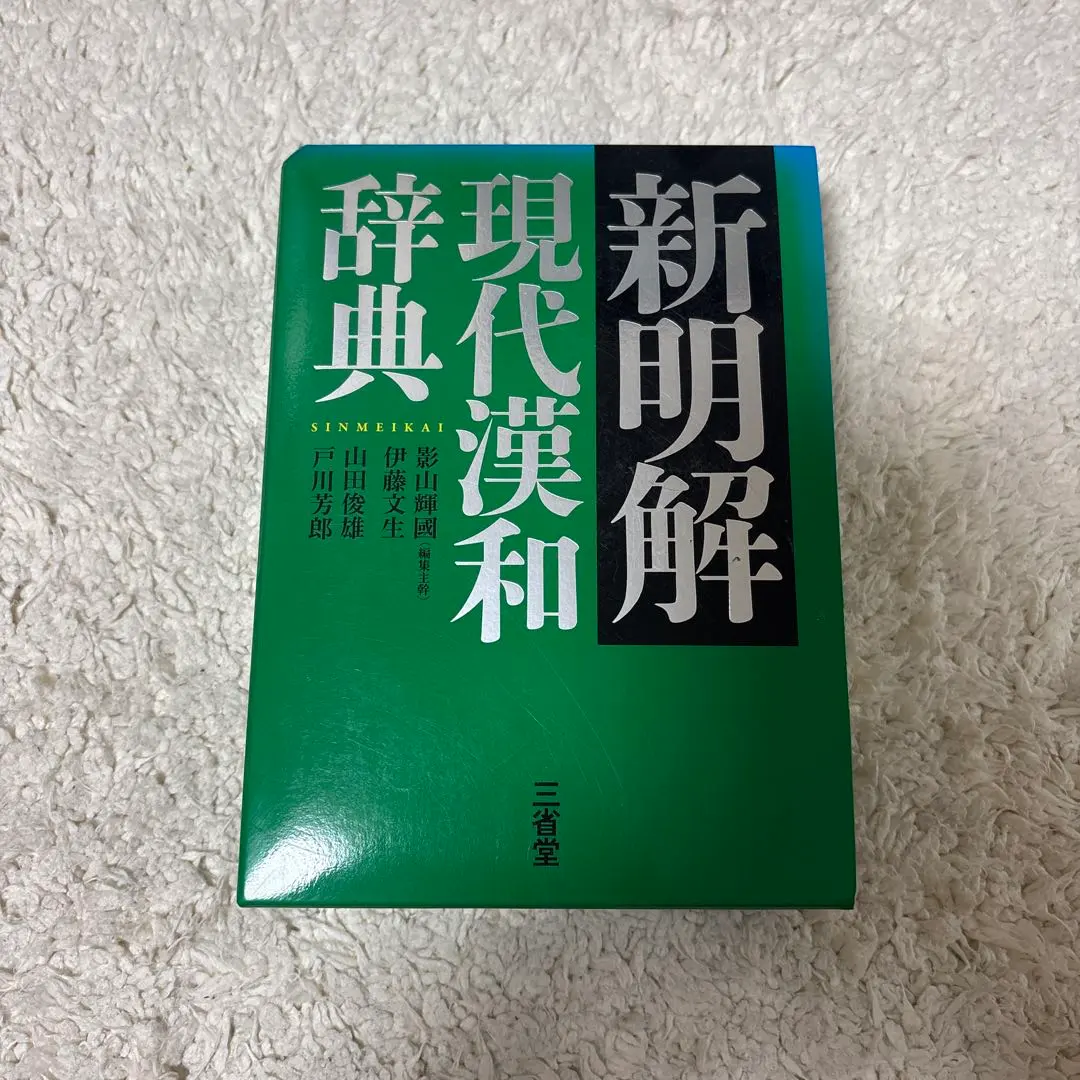 新明解
現代漢和
辞典
SINMEIKAI
影山輝國（編集主幹）
伊藤文生
山田俊雄
戸川芳郎
三省堂